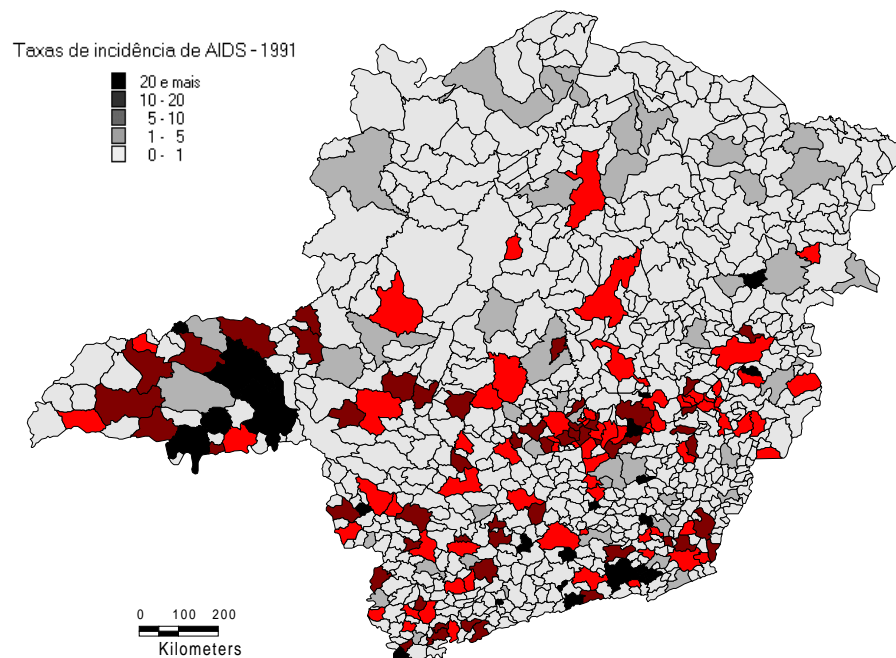 Taxas de incidência de AIDS - 1991
20 e mais
10 - 20
5 - 10
1 - 5
0 - 1
0 100 200
Kilometers